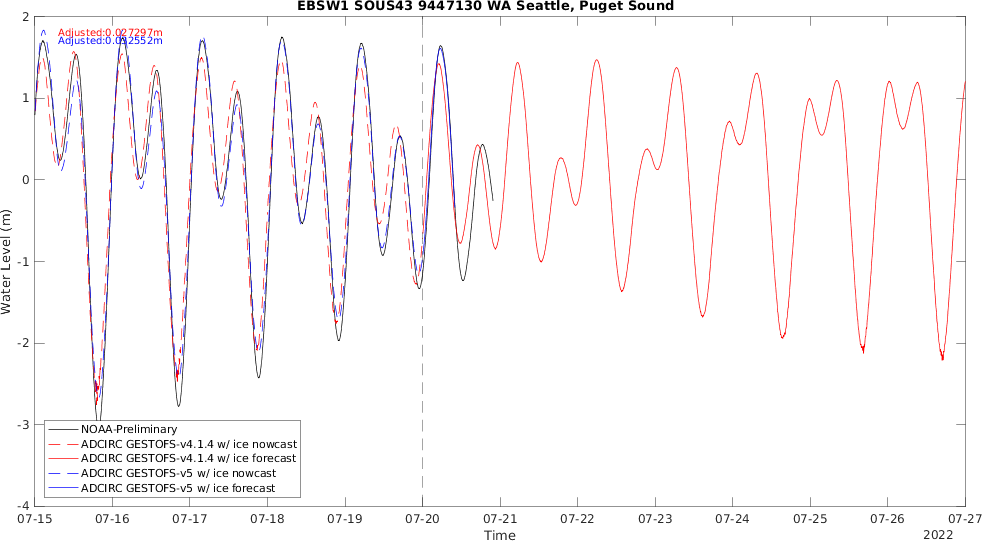 EBSW1 SOUS43 9447130 WA Seattle, Puget Sound
Adjusted:0.027297m
Adjusted:0.012552m
2
1
0
-1
-2
-3
-4
Water Level (m)
NOAA-Preliminary
ADCIRC GESTOFS-v4.1.4 w/ ice nowcast
ADCIRC GESTOFS-v4.1.4 w/ ice forecast
ADCIRC GESTOFS-v5 w/ ice nowcast
ADCIRC GESTOFS-v5 w/ ice forecast
07-15 07-16 07-17 07-18 07-19 07-20 07-21 07-22 07-23 07-24 07-25 07-26 07-27
Time
2022